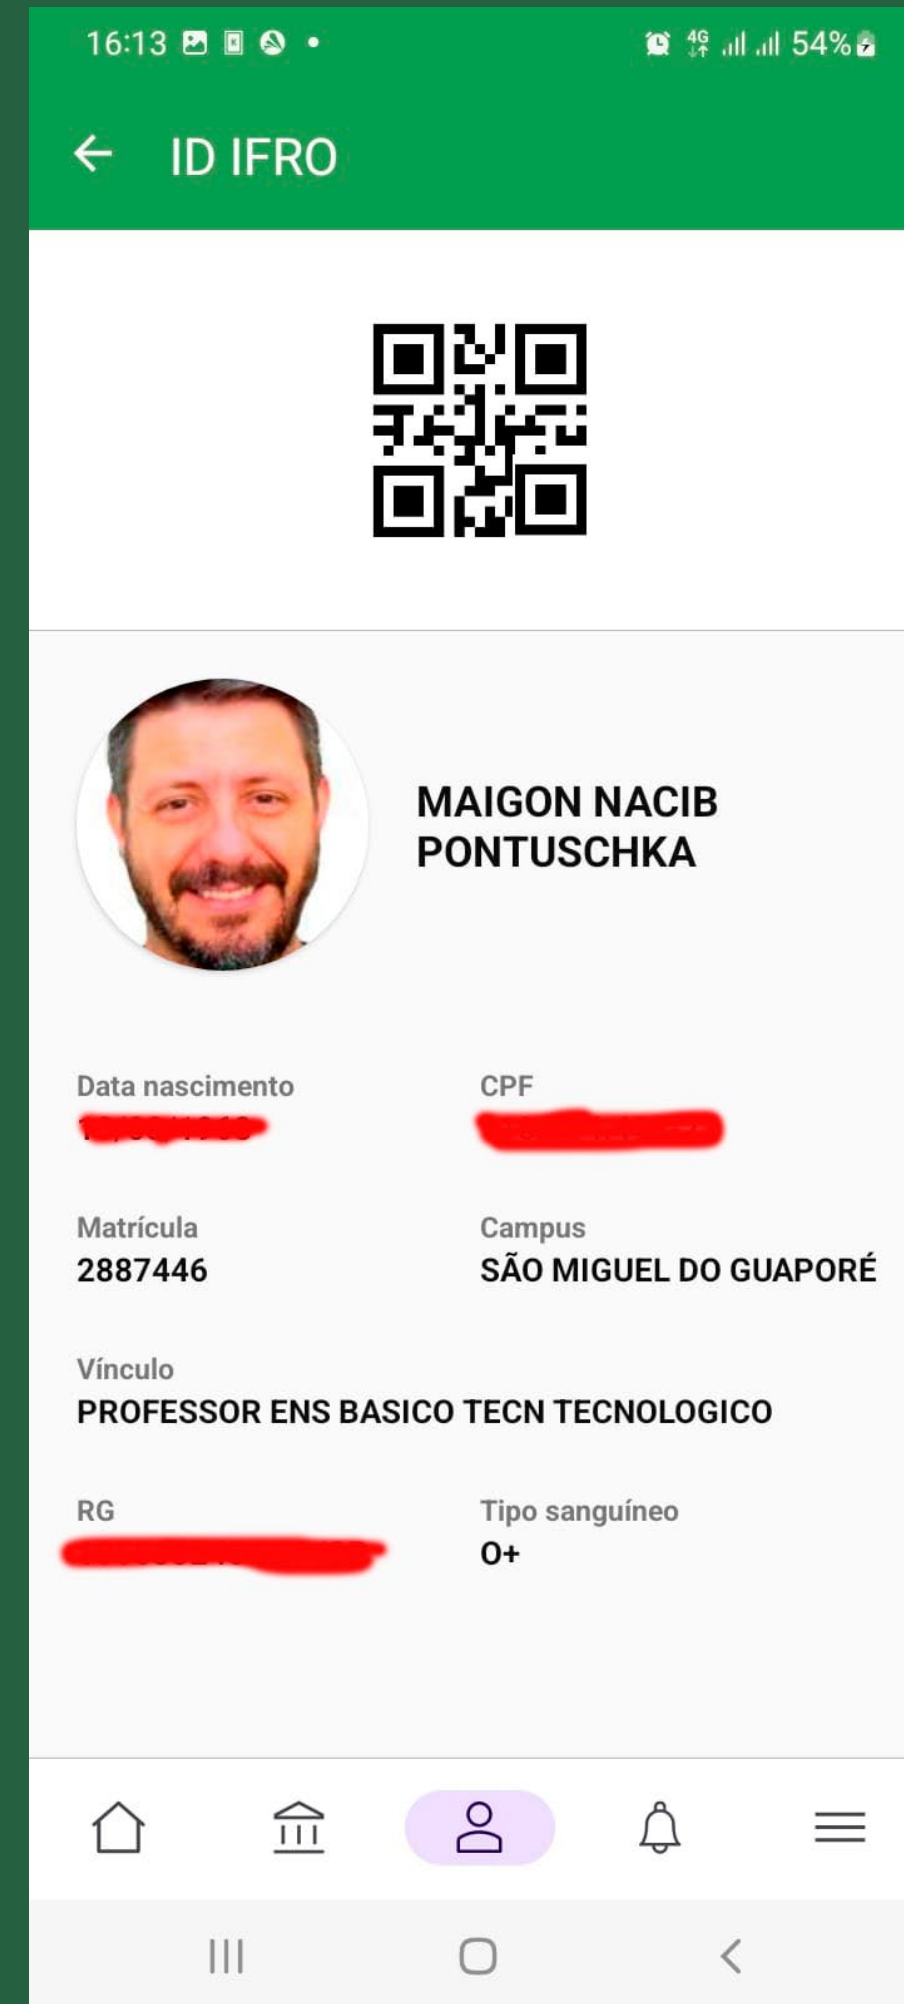 16:13
4G
54%
ID IFRO
MAIGON NACIB
PONTUSCHKA
Data nascimento
CPF
Matrícula
Campus
2887446
SÃO MIGUEL DO GUAPORÉ
Vínculo
PROFESSOR ENS BASICO TECN TECNOLOGICO
RG
Tipo sanguíneo
O+